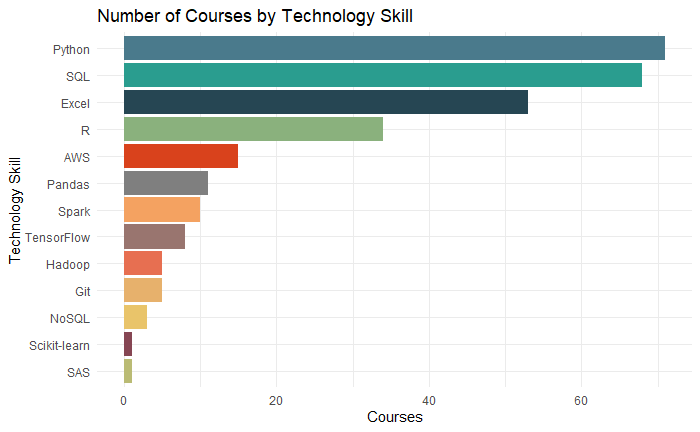 Number of Courses by Technology Skill
Technology Skill
Python
SQL
Excel
R
AWS
Pandas
Spark
TensorFlow
Hadoop
Git
NoSQL
Scikit-learn
SAS
0 20 40 60
Courses